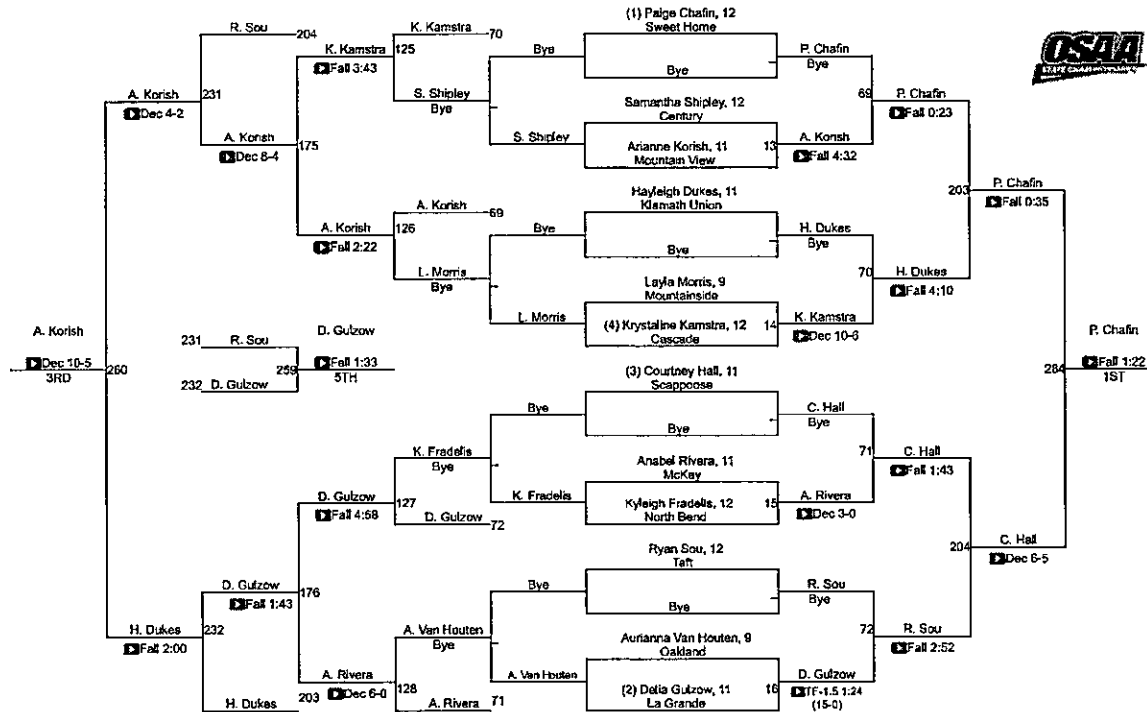 OSAA
STATE CHAMPIONSHIPS
(1) Paige Chafin, 12
Sweet Home
Bye
Samantha Shipley, 12
Century
Arianne Korish, 11
Mountain View
13
Hayleigh Dukes, 11
Klamath Union
Bye
Layla Morris, 9
Mountainside
(4) Krystaline Kamstra, 12
Cascade
14
(3) Courtney Hall, 11
Scappoose
Bye
Anabel Rivera, 11
McKay
Kyleigh Fradelis, 12
North Bend
15
Ryan Sou, 12
Taft
Bye
Aurianna Van Houten, 9
Oakland
(2) Delia Gulzow, 11
La Grande
16
P. Chafin
Bye
69
A. Korish
Fall 4:32
H. Dukes
Bye
70
K. Kamstra
Dec 10-6
C. Hall
Bye
71
A. Rivera
Dec 3-0
R. Sou
Bye
72
D. Gulzow
TF-1.5 1:24
(15-0)
P. Chafin
Fall 0:23
203
H. Dukes
Fall 4:10
C. Hall
Fall 1:43
204
R. Sou
Fall 2:52
P. Chafin
Fall 0:35
284
C. Hall
Dec 6-5
P. Chafin
Fall 1:22
1ST
Bye
S. Shipley
Bye
L. Morris
Bye
K. Fradelis
Bye
A. Van Houten
K. Kamstra
70
125
S. Shipley
Bye
A. Korish
69
126
L. Morris
Bye
K. Fradelis
Bye
127
D. Gulzow
72
A. Van Houten
Bye
128
A. Rivera
71
K. Kamstra
Fall 3:43
175
A. Korish
Fall 2:22
D. Gulzow
Fall 4:58
176
A. Rivera
Dec 6-0
R. Sou
204
231
A. Korish
Dec 8-4
D. Gulzow
Fall 1:43
232
H. Dukes
203
A. Korish
Dec 4-2
260
H. Dukes
Fall 2:00
A. Korish
Dec 10-5
3RD
231
R. Sou
259
232
D. Gulzow
D. Gulzow
Fall 1:33
5TH